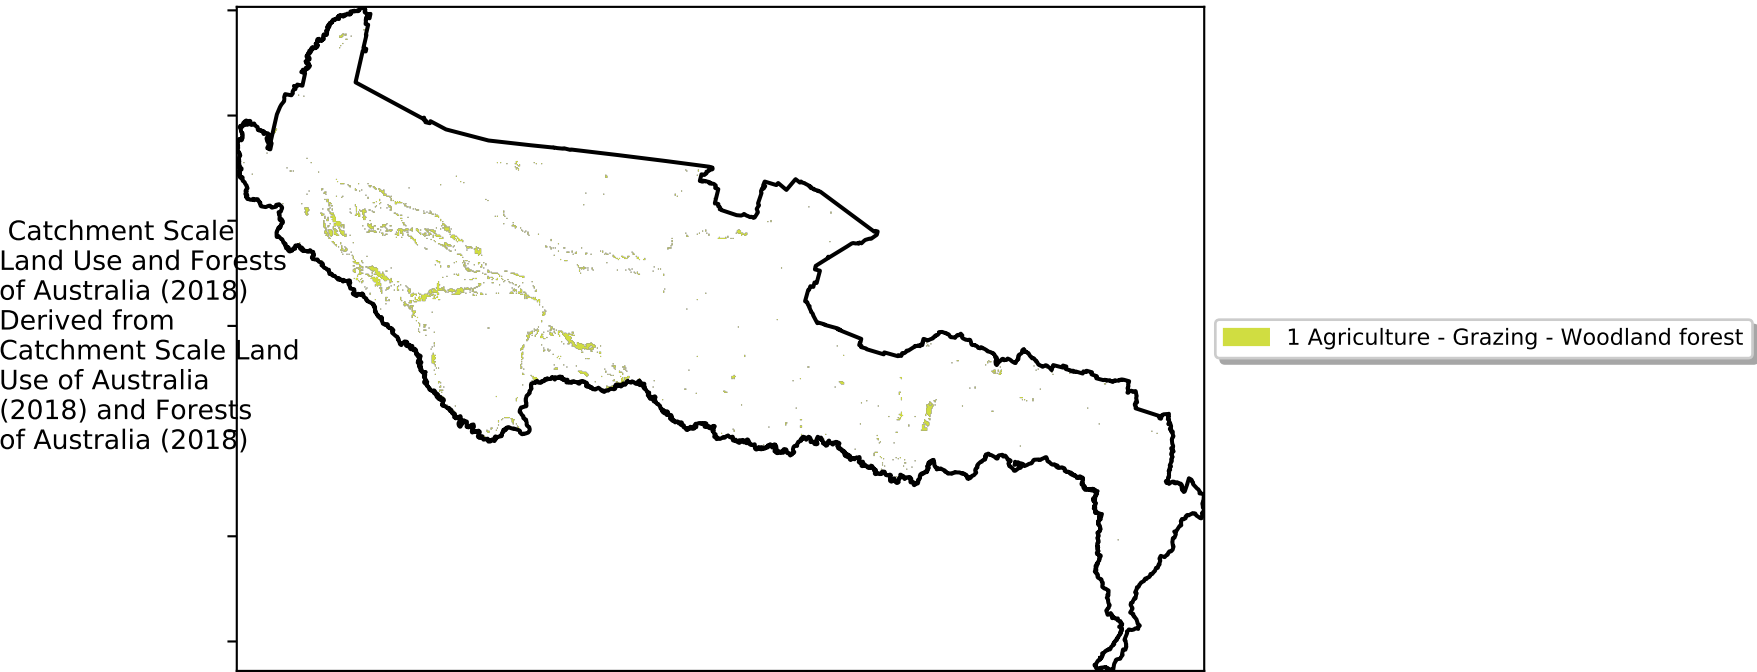 Catchment Scale
Land Use and Forests
of Australia (2018)
Derived from
Catchment Scale Land
Use of Australia
(2018) and Forests
of Australia (2018)
1 Agriculture - Grazing - Woodland forest